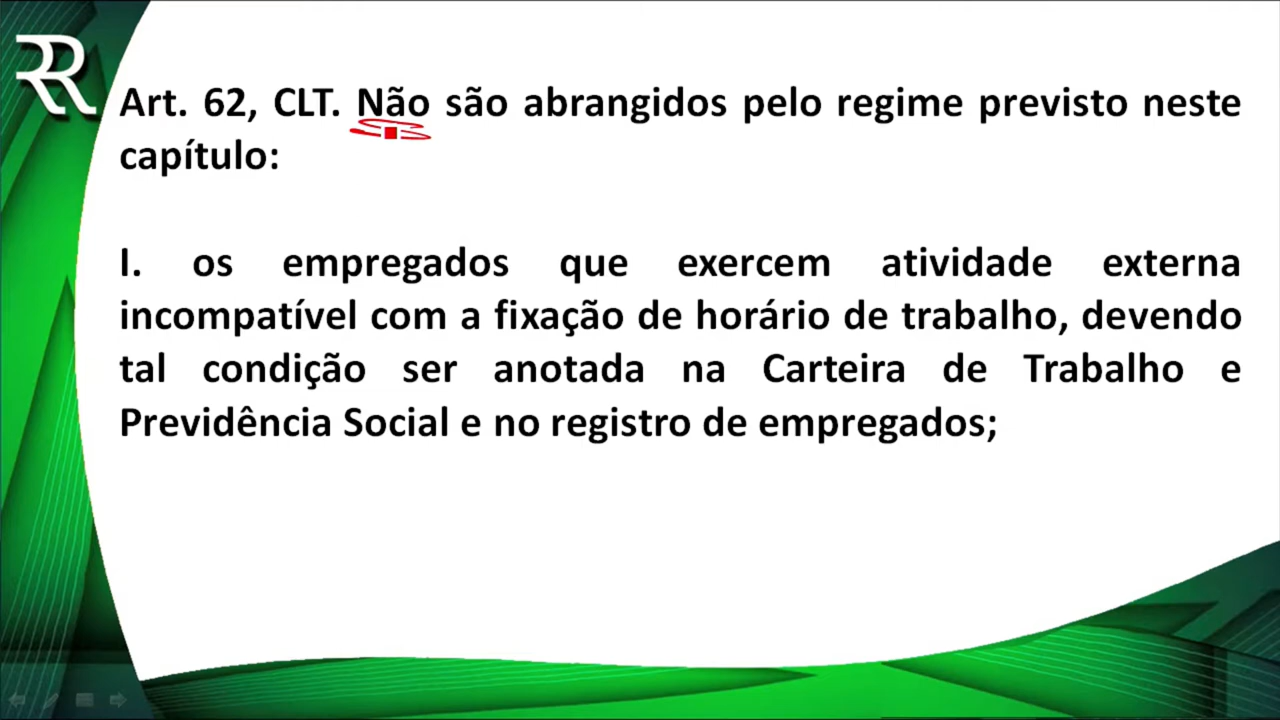 Art. 62, CLT. Não são abrangidos pelo regime previsto neste
capítulo:
I. os empregados que exercem atividade externa
incompatível com a fixação de horário de trabalho, devendo
tal condição ser anotada na Carteira de Trabalho e
Previdência Social e no registro de empregados;